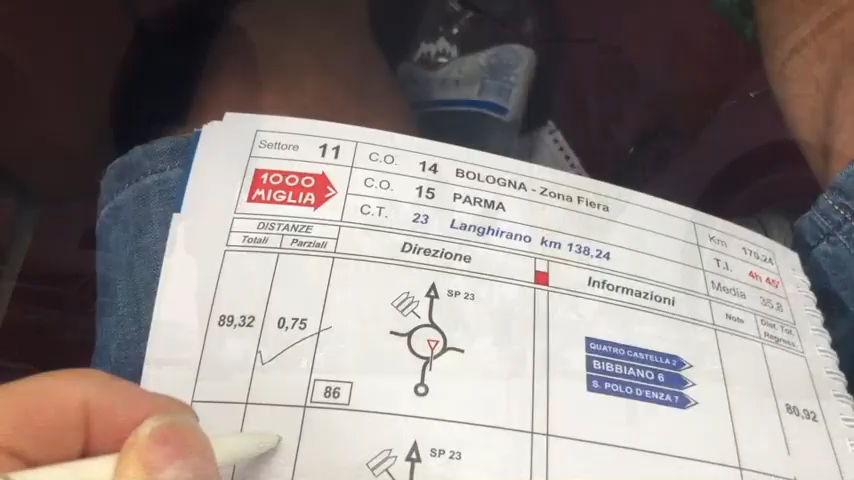 Settore 11
C.O. 14 BOLOGNA - Zona Fiera
1000 MIGLIA
C.O. 15 PARMA
C.T. 23 Langhirano km 138,24
Km 170,24
T.I. 4h 45'
Media 35,8
DISTANZE
Totali Parziali
Direzione
Informazioni
Note
Dist. Tot. Regress.
89,32 0,75
SP 23
86
QUATRO CASTELLA 2
BIBBIANO 6
S. POLO D'ENZA 7
80,92
SP 23